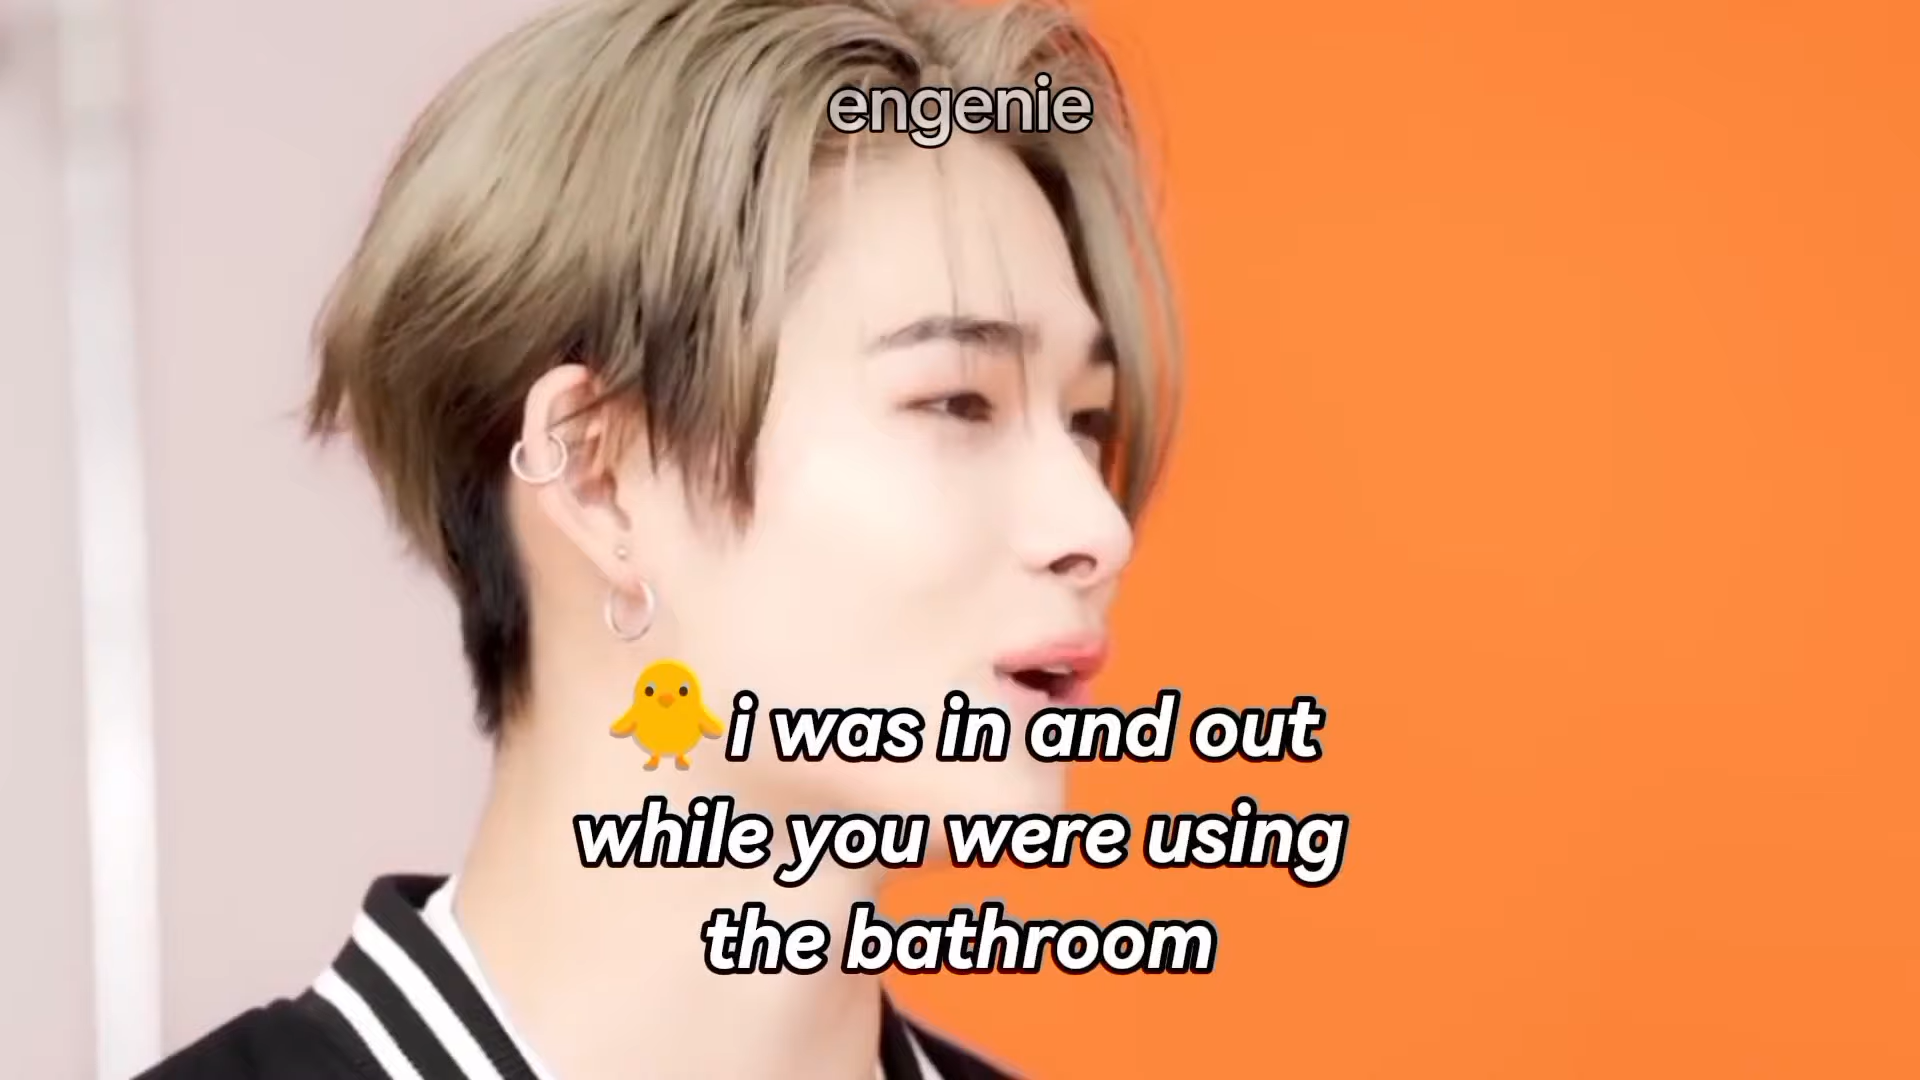 engenie
🐥i was in and out
while you were using
the bathroom